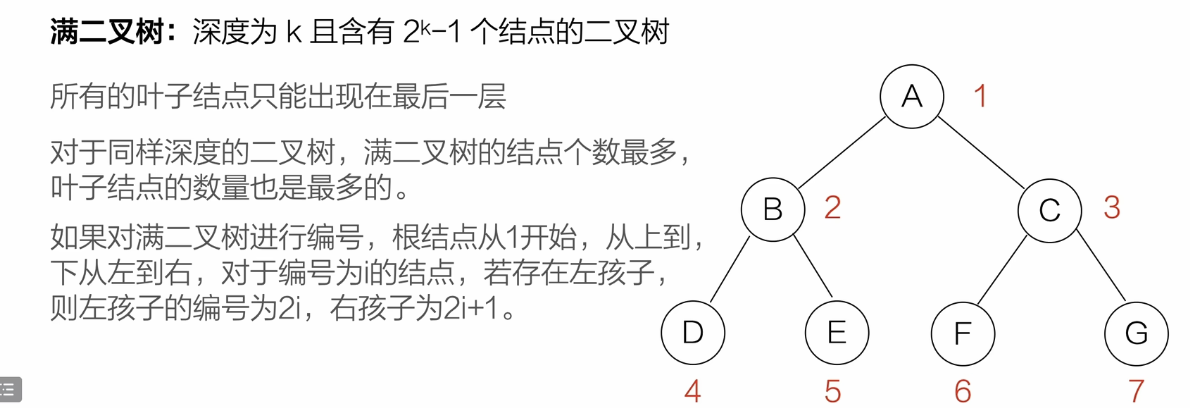 满二叉树：深度为 k 且含有 2ᵏ−1 个结点的二叉树
所有的叶子结点只能出现在最后一层
对于同样深度的二叉树，满二叉树的结点个数最多，
叶子结点的数量也是最多的。
如果对满二叉树进行编号，根结点从1开始，从上到，
下从左到右，对于编号为i的结点，若存在左孩子，
则左孩子的编号为2i，右孩子为2i+1。
A 1
B 2 C 3
D E F G
4 5 6 7